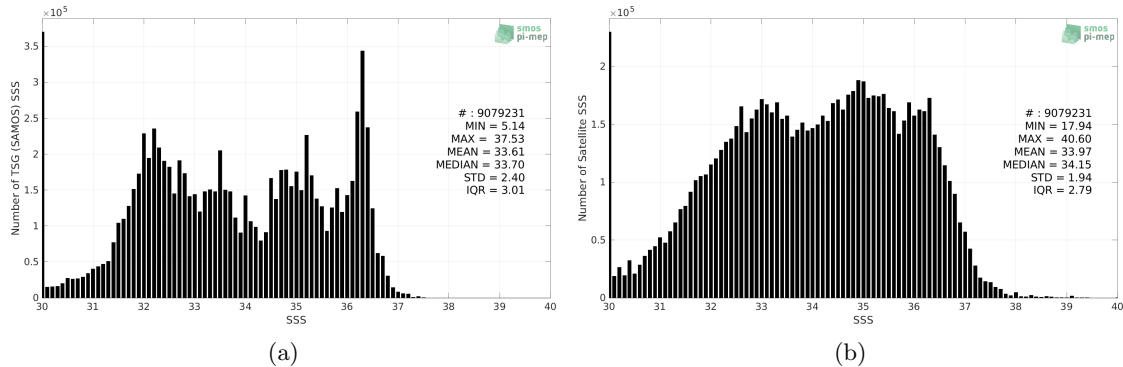 ×10⁵
3.5
3
2.5
2
1.5
1
0.5
0
30 31 32 33 34 35 36 37 38 39 40
Number of TSG (SAMOS) SSS
SSS
smos
pi-mep
# : 9079231
MIN = 5.14
MAX = 37.53
MEAN = 33.61
MEDIAN = 33.70
STD = 2.40
IQR = 3.01
(a)
×10⁵
2
1.5
1
0.5
0
30 31 32 33 34 35 36 37 38 39 40
Number of Satellite SSS
SSS
smos
pi-mep
# : 9079231
MIN = 17.94
MAX = 40.60
MEAN = 33.97
MEDIAN = 34.15
STD = 1.94
IQR = 2.79
(b)